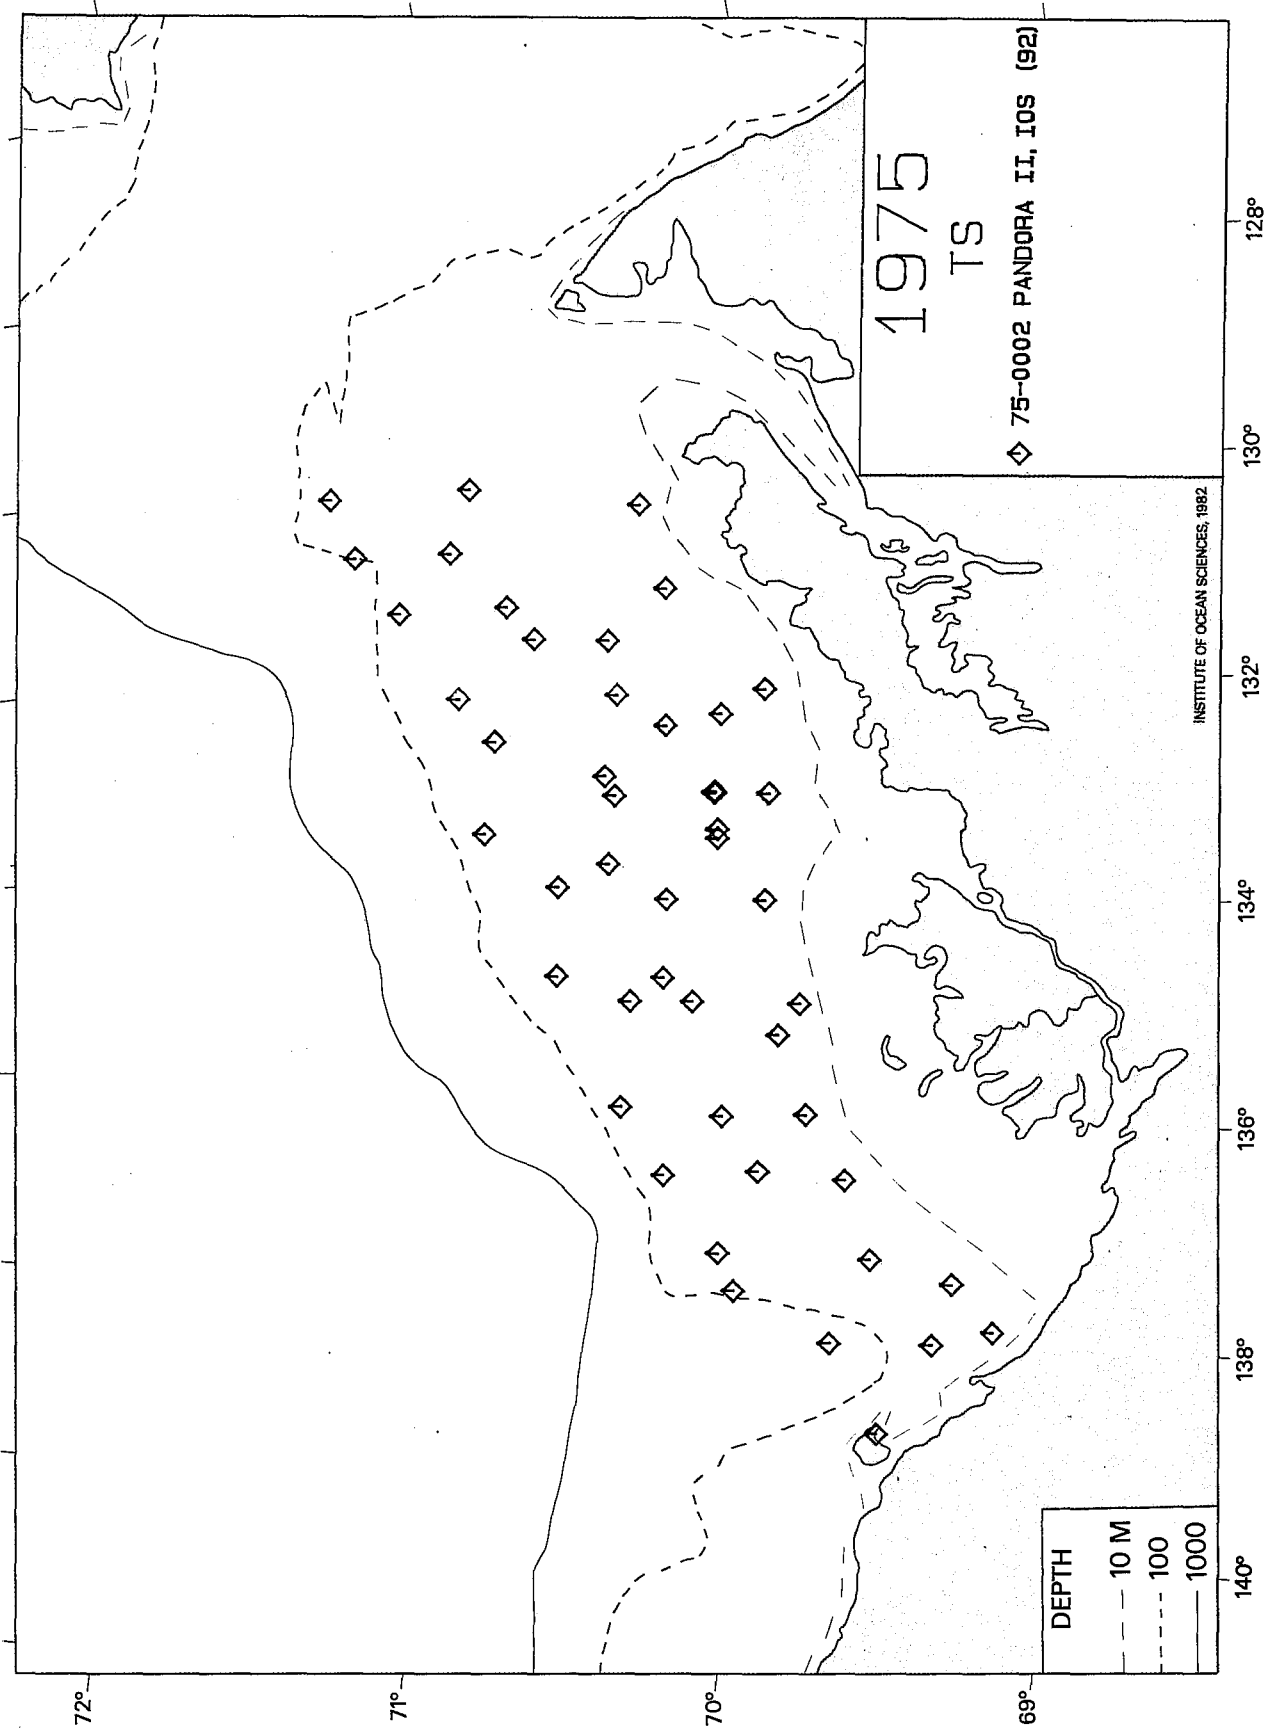 1975
TS
75-0002 PANDORA II, IOS (92)
INSTITUTE OF OCEAN SCIENCES, 1982
DEPTH
10 M
100
1000
72°
71°
70°
69°
140°
138°
136°
134°
132°
130°
128°